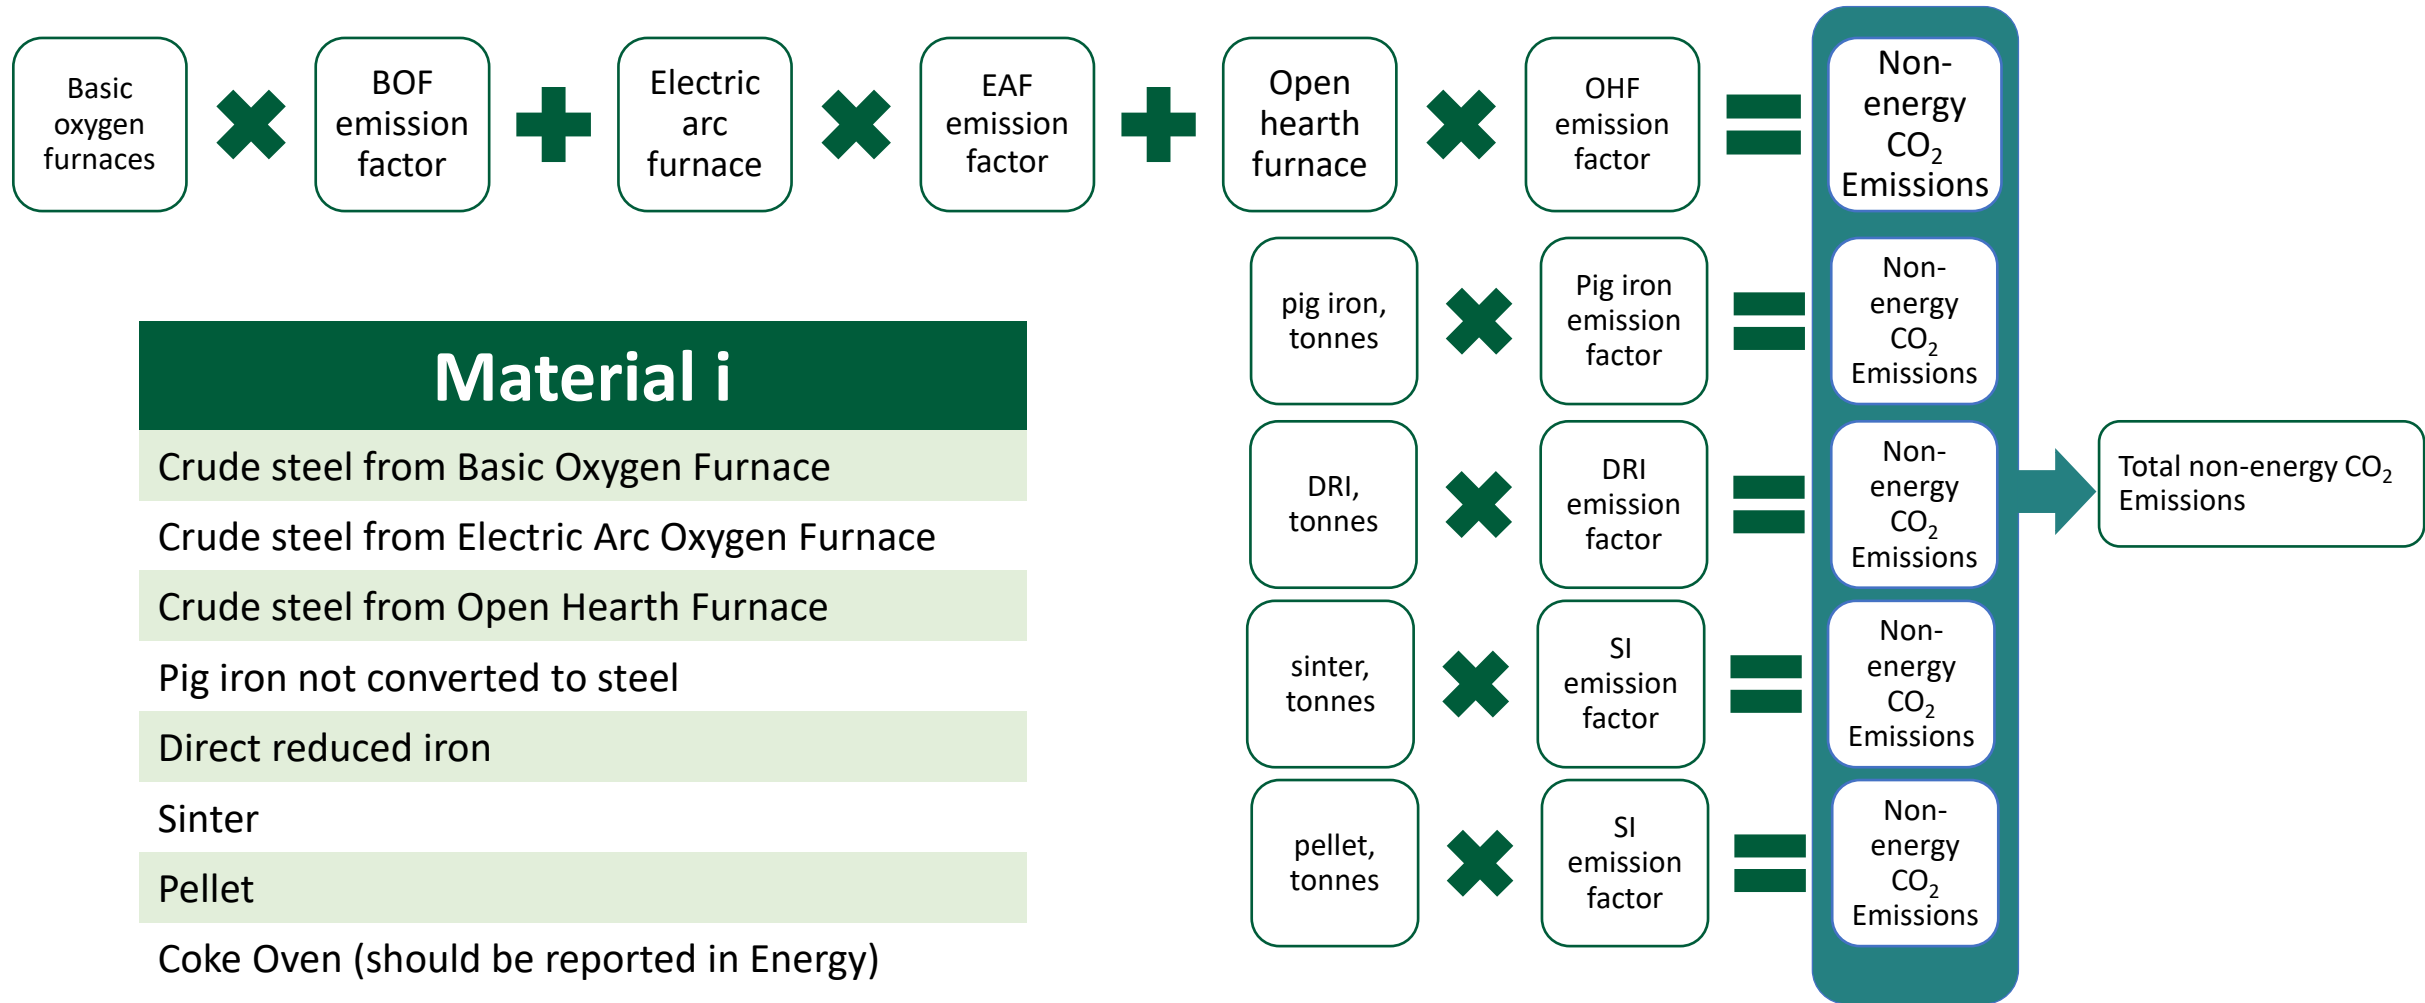 Basic
oxygen
furnaces
BOF
emission
factor
Electric
arc
furnace
EAF
emission
factor
Open
hearth
furnace
OHF
emission
factor
Non-
energy
CO₂
Emissions
pig iron,
tonnes
Pig iron
emission
factor
Non-
energy
CO₂
Emissions
DRI,
tonnes
DRI
emission
factor
Non-
energy
CO₂
Emissions
sinter,
tonnes
SI
emission
factor
Non-
energy
CO₂
Emissions
pellet,
tonnes
SI
emission
factor
Non-
energy
CO₂
Emissions
Total non-energy CO₂
Emissions
Material i
Crude steel from Basic Oxygen Furnace
Crude steel from Electric Arc Oxygen Furnace
Crude steel from Open Hearth Furnace
Pig iron not converted to steel
Direct reduced iron
Sinter
Pellet
Coke Oven (should be reported in Energy)